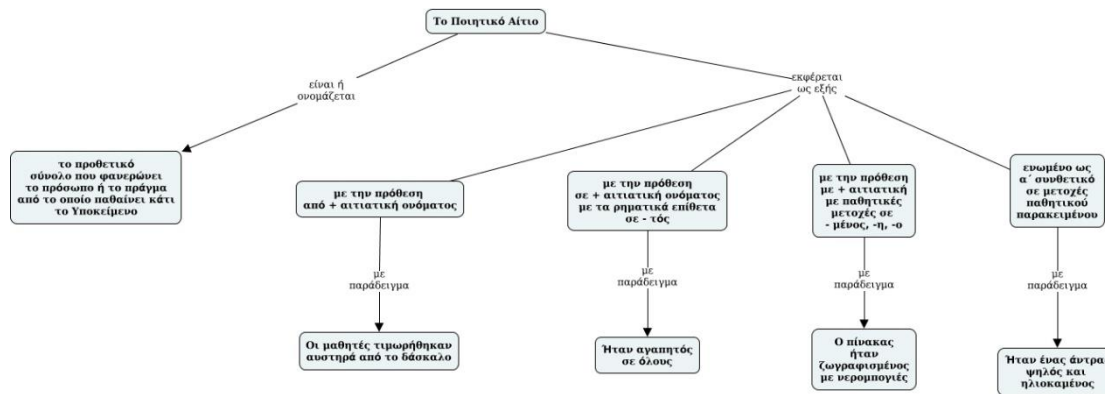 Το Ποιητικό Αίτιο
είναι ή
ονομάζεται
εκφέρεται
ως εξής
το προθετικό
σύνολο που φανερώνει
το πρόσωπο ή το πράγμα
από το οποίο παθαίνει κάτι
το Υποκείμενο
με την πρόθεση
από + αιτιατική ονόματος
με την πρόθεση
σε + αιτιατική ονόματος
με τα ρηματικά επίθετα
σε - τός
με την πρόθεση
με + αιτιατική
με παθητικές
μετοχές σε
- μένος, -η, -ο
ενωμένο ως
α΄ συνθετικό
σε μετοχές
παθητικού
παρακειμένου
με
παράδειγμα
με
παράδειγμα
με
παράδειγμα
με
παράδειγμα
Οι μαθητές τιμωρήθηκαν
αυστηρά από το δάσκαλο
Ήταν αγαπητός
σε όλους
Ο πίνακας
ήταν
ζωγραφισμένος
με νερομπογιές
Ήταν ένας άντρας
ψηλός και
ηλιοκαμένος